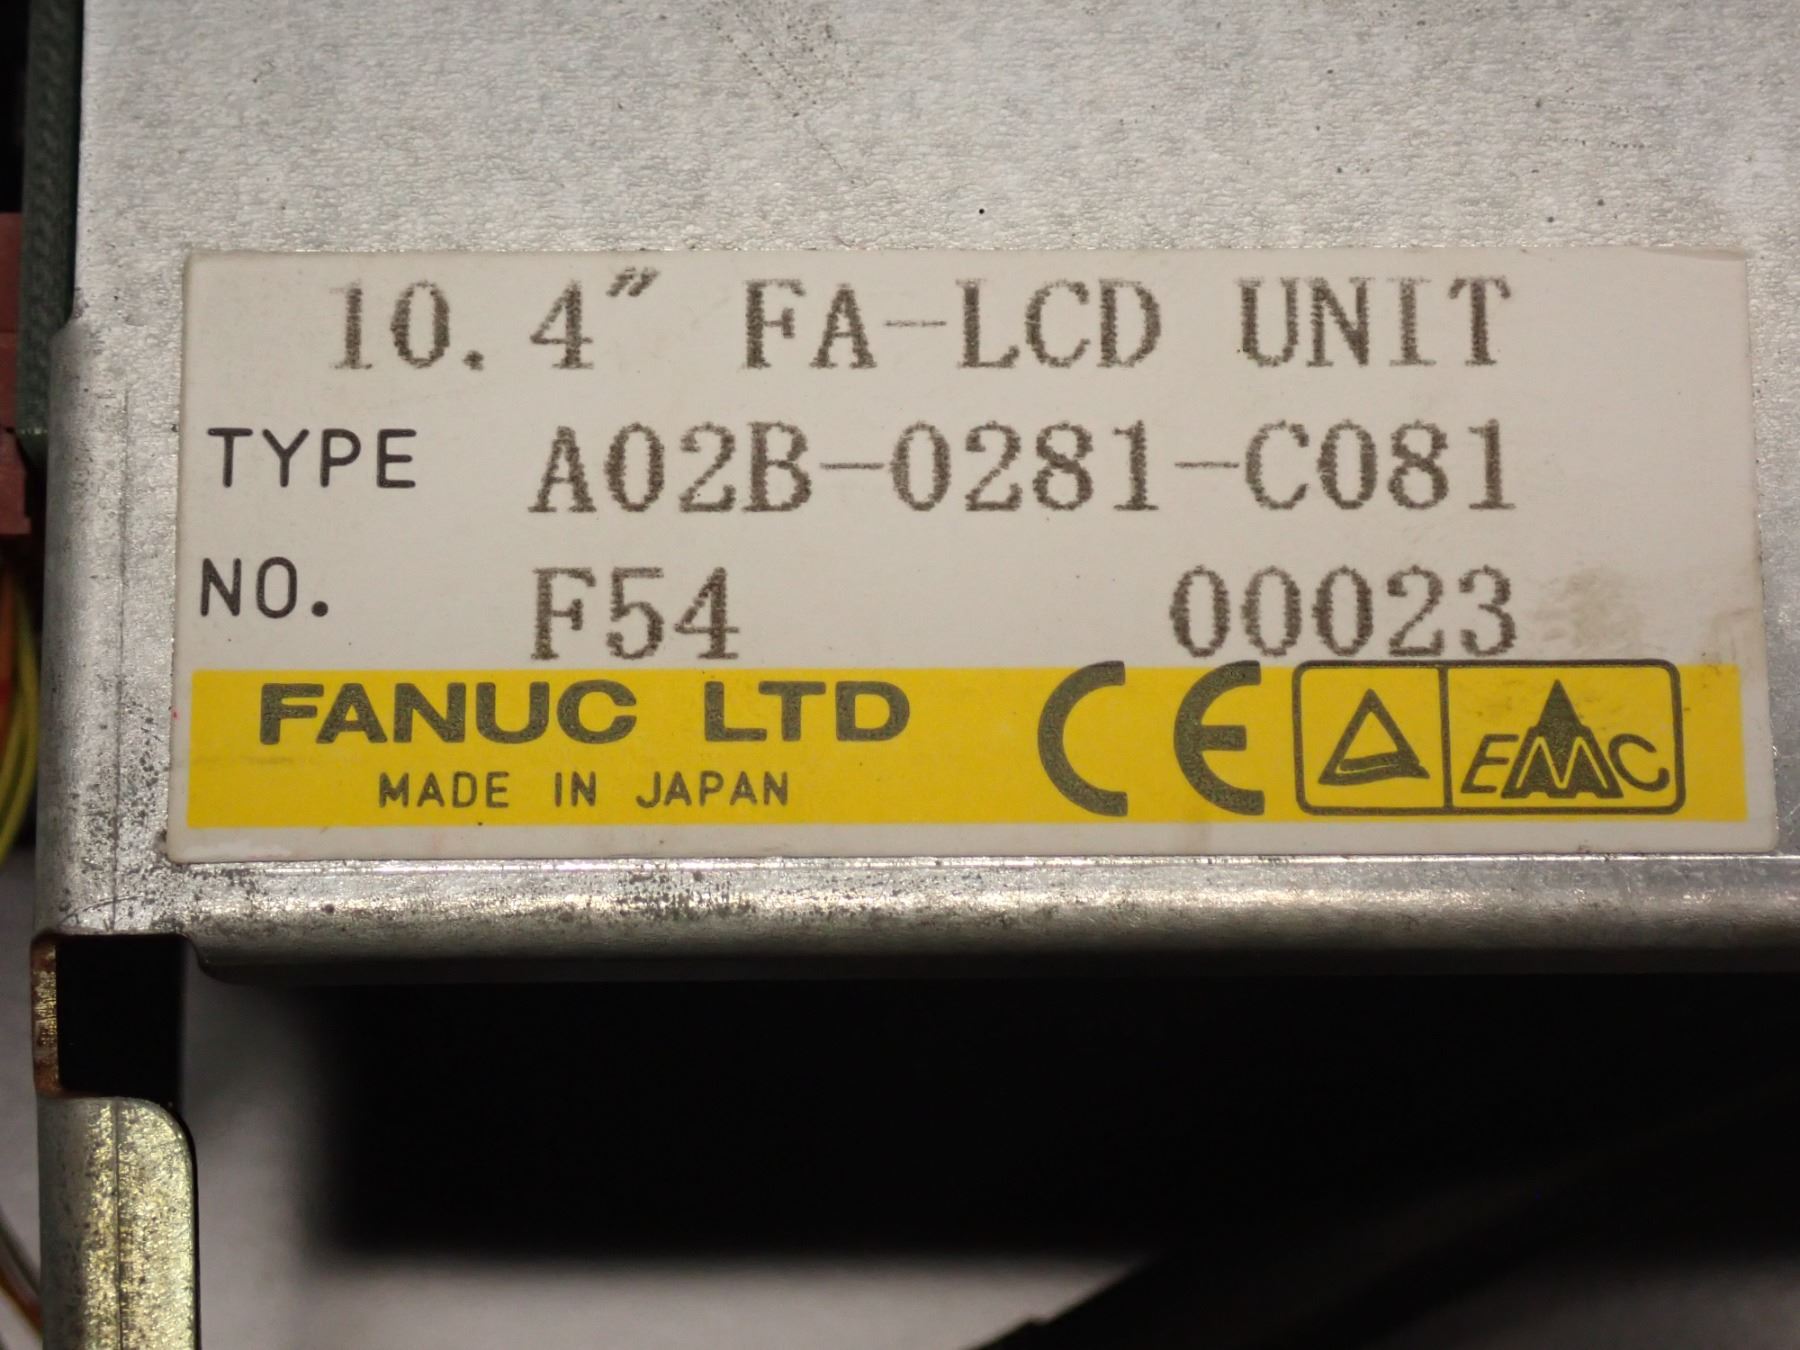 10.4" FA-LCD UNIT
TYPE A02B-0281-C081
NO. F54 00023
FANUC LTD CE EMC
MADE IN JAPAN